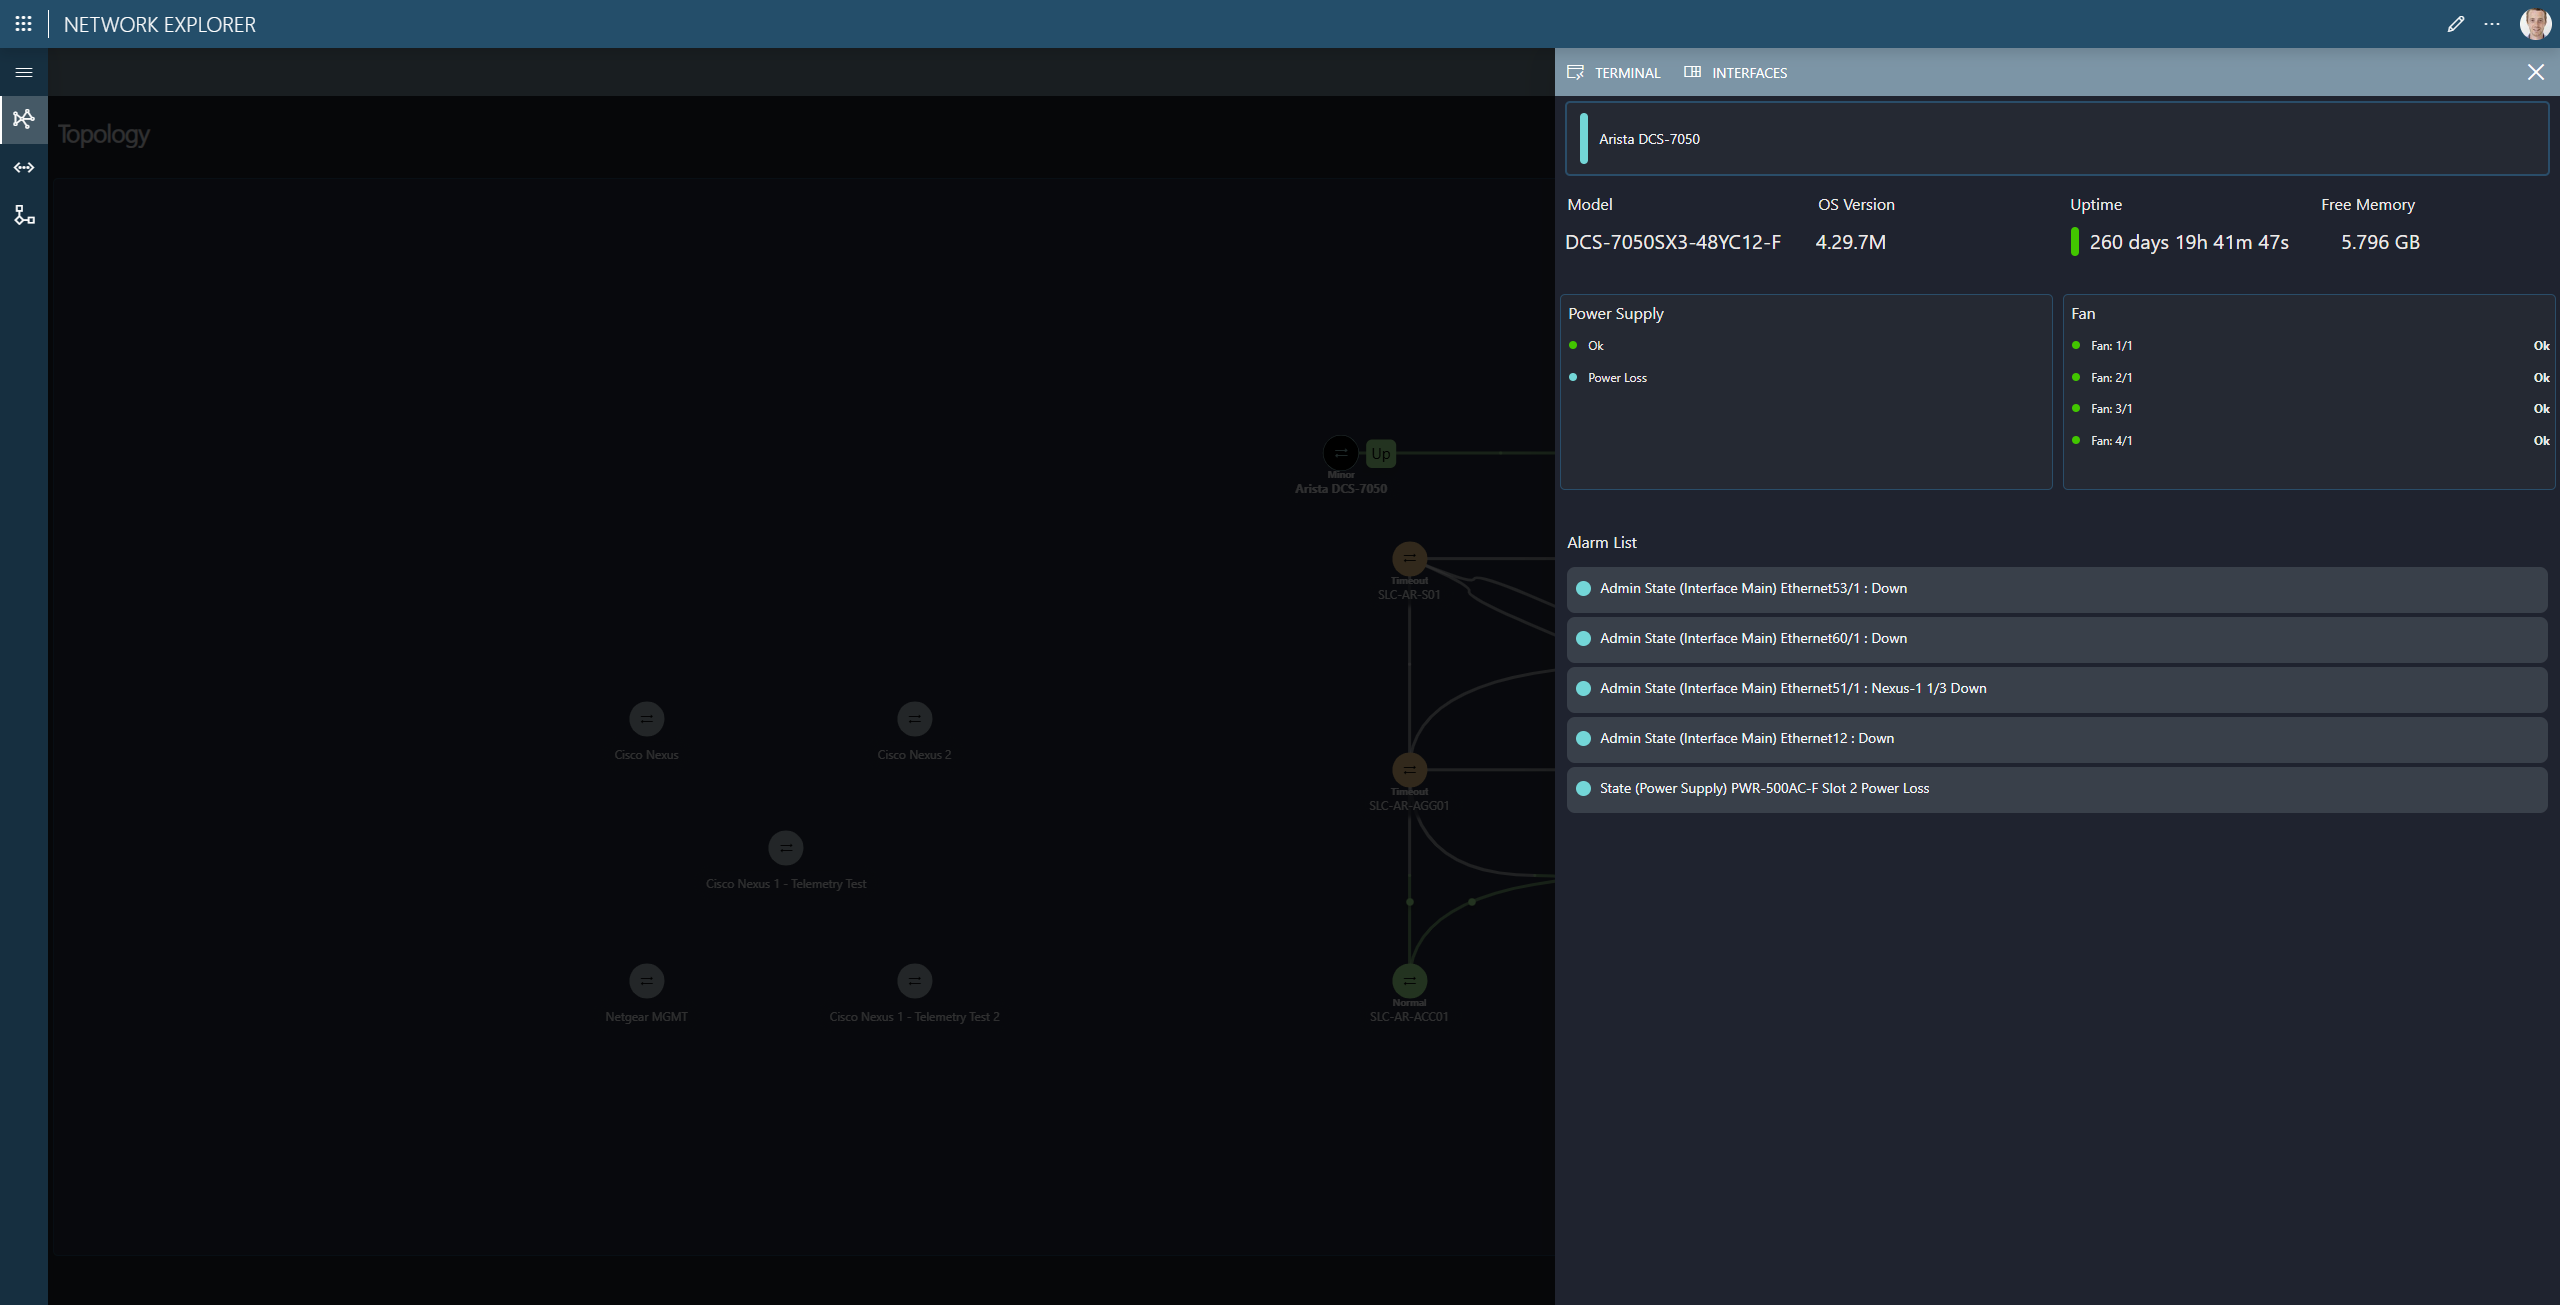 NETWORK EXPLORER
TERMINAL INTERFACES
Topology
Arista DCS-7050
Model OS Version Uptime Free Memory
DCS-7050SX3-48YC12-F 4.29.7M 260 days 19h 41m 47s 5.796 GB
Power Supply
Ok
Power Loss
Fan
Fan: 1/1 Ok
Fan: 2/1 Ok
Fan: 3/1 Ok
Fan: 4/1 Ok
Alarm List
Admin State (Interface Main) Ethernet53/1 : Down
Admin State (Interface Main) Ethernet60/1 : Down
Admin State (Interface Main) Ethernet51/1 : Nexus-1 1/3 Down
Admin State (Interface Main) Ethernet12 : Down
State (Power Supply) PWR-500AC-F Slot 2 Power Loss
Up
Minor
Arista DCS-7050
Timeout
SLC-AR-S01
Cisco Nexus
Cisco Nexus 2
Timeout
SLC-AR-AGG01
Cisco Nexus 1 - Telemetry Test
Netgear MGMT
Cisco Nexus 1 - Telemetry Test 2
Normal
SLC-AR-ACC01